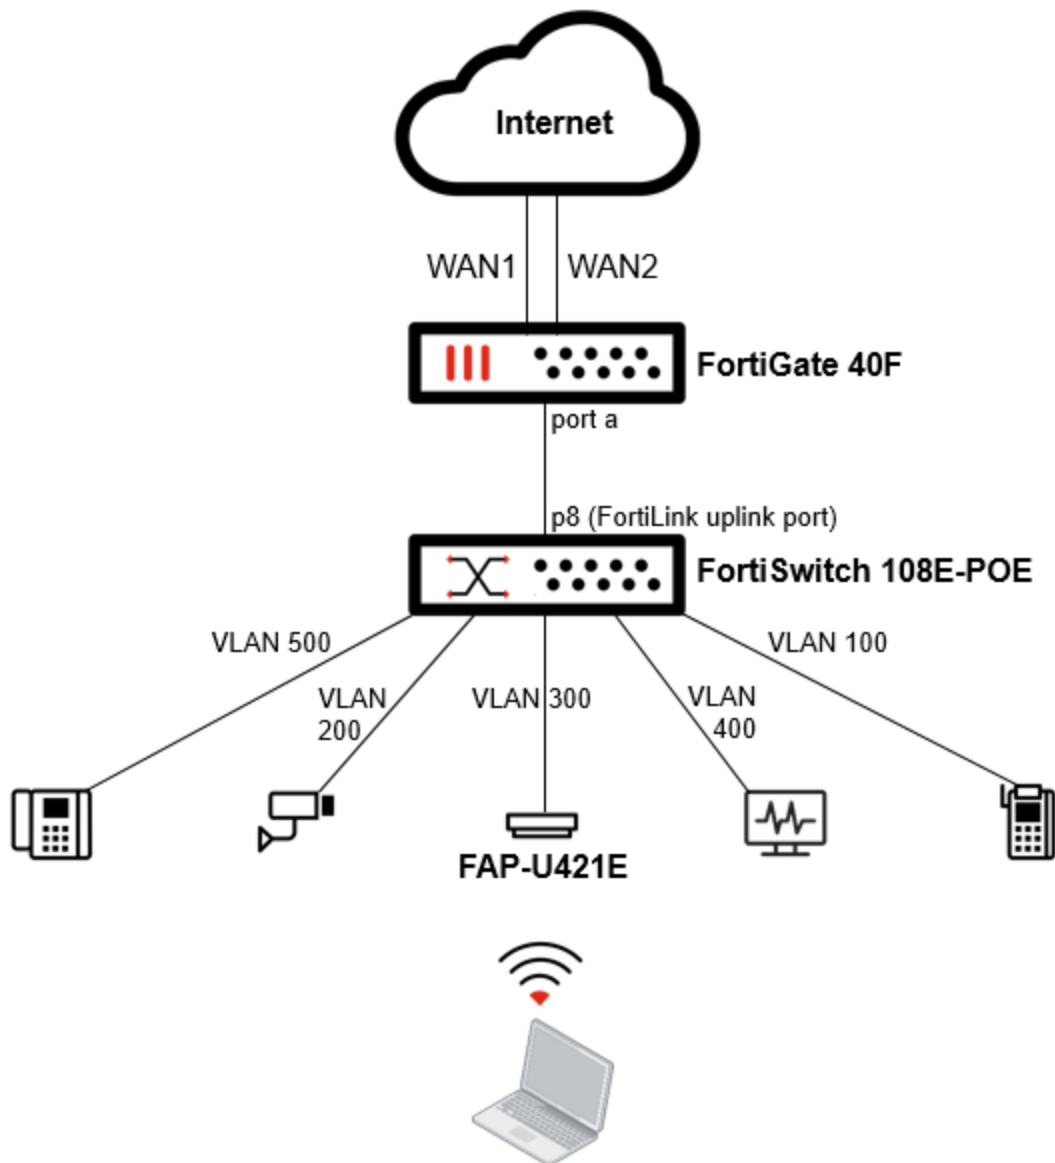 Internet
WAN1
WAN2
FortiGate 40F
port a
p8 (FortiLink uplink port)
FortiSwitch 108E-POE
VLAN 500
VLAN 100
VLAN
200
VLAN 300
VLAN
400
FAP-U421E